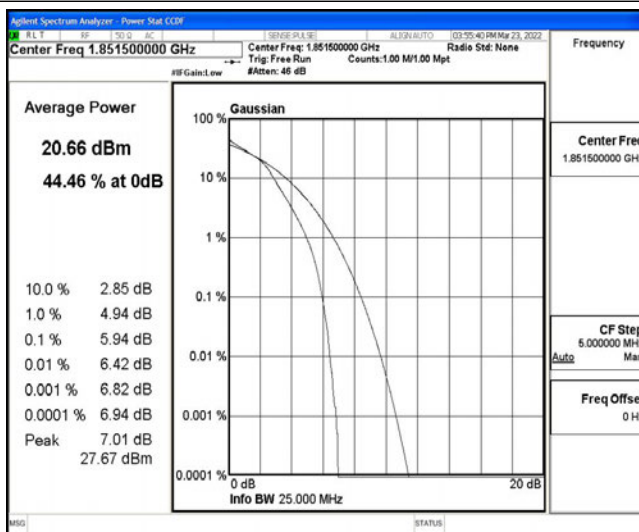 Agilent Spectrum Analyzer - Power Stat CCDF
RLT RF 50 Ω AC SENSE:PULSE ALIGN AUTO 03:55:40 PM Mar 23, 2022
Center Freq 1.851500000 GHz
Center Freq: 1.851500000 GHz Radio Std: None
Trig: Free Run Counts:1.00 M/1.00 Mpt
#IFGain:Low #Atten: 46 dB
Frequency
Average Power
20.66 dBm
44.46 % at 0dB
10.0 % 2.85 dB
1.0 % 4.94 dB
0.1 % 5.94 dB
0.01 % 6.42 dB
0.001 % 6.82 dB
0.0001 % 6.94 dB
Peak 7.01 dB
27.67 dBm
Gaussian
100 %
10 %
1 %
0.1 %
0.01 %
0.001 %
0.0001 %
0 dB 20 dB
Info BW 25.000 MHz
Center Fre
1.851500000 GH
CF Step
5.000000 MH
Auto Ma
Freq Offse
0 H
MSG STATUS